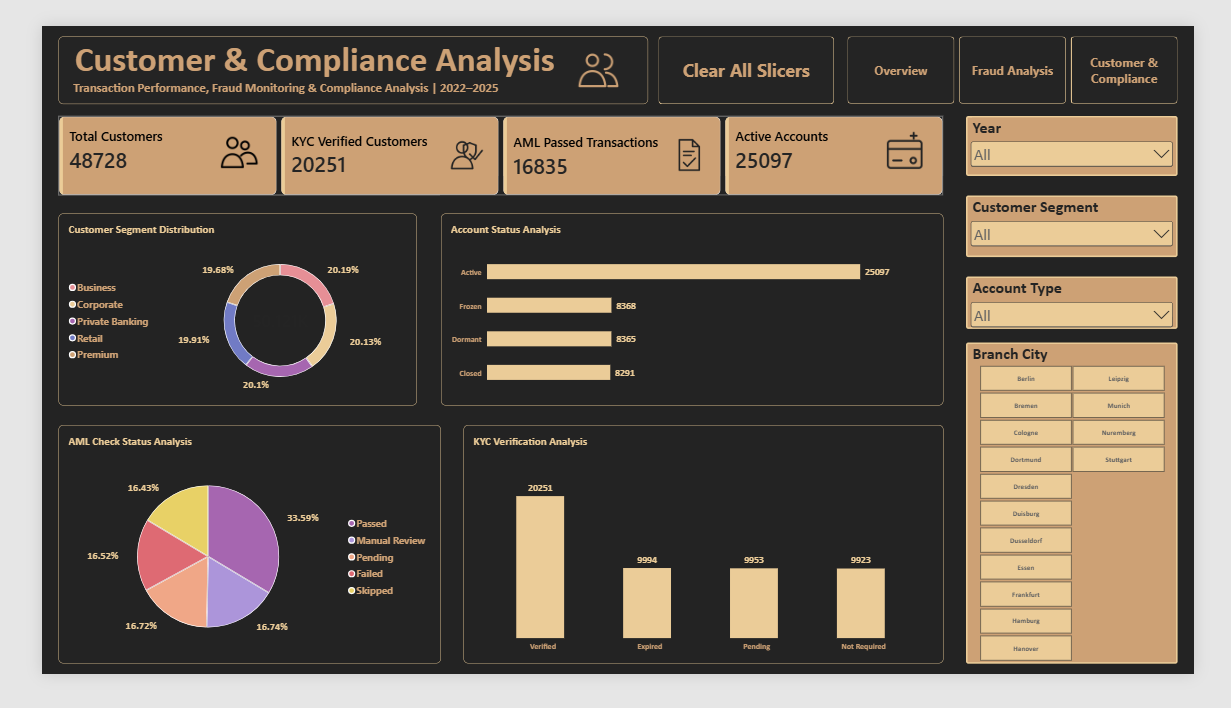 Customer & Compliance Analysis
Transaction Performance, Fraud Monitoring & Compliance Analysis | 2022–2025
Clear All Slicers
Overview
Fraud Analysis
Customer &
Compliance
Total Customers
48728
KYC Verified Customers
20251
AML Passed Transactions
16835
Active Accounts
25097
Year
All
Customer Segment
All
Account Type
All
Branch City
Berlin
Leipzig
Bremen
Munich
Cologne
Nuremberg
Dortmund
Stuttgart
Dresden
Duisburg
Dusseldorf
Essen
Frankfurt
Hamburg
Hanover
Customer Segment Distribution
Business
Corporate
Private Banking
Retail
Premium
19.68%
20.19%
19.91%
20.13%
20.1%
Account Status Analysis
Active
25097
Frozen
8368
Dormant
8365
Closed
8291
AML Check Status Analysis
16.43%
33.59%
16.52%
16.72%
16.74%
Passed
Manual Review
Pending
Failed
Skipped
KYC Verification Analysis
20251
9994
9953
9923
Verified
Expired
Pending
Not Required